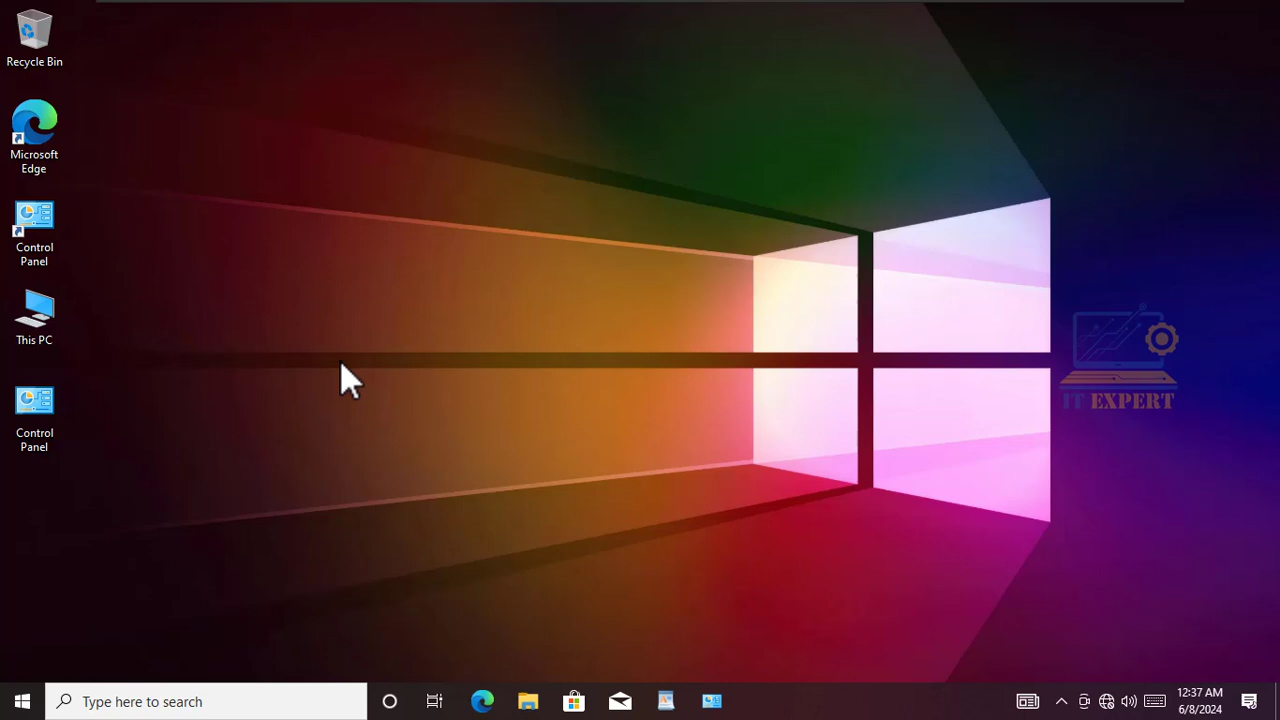 Recycle Bin
Microsoft
Edge
Control
Panel
This PC
Control
Panel
IT EXPERT
Type here to search
12:37 AM
6/8/2024